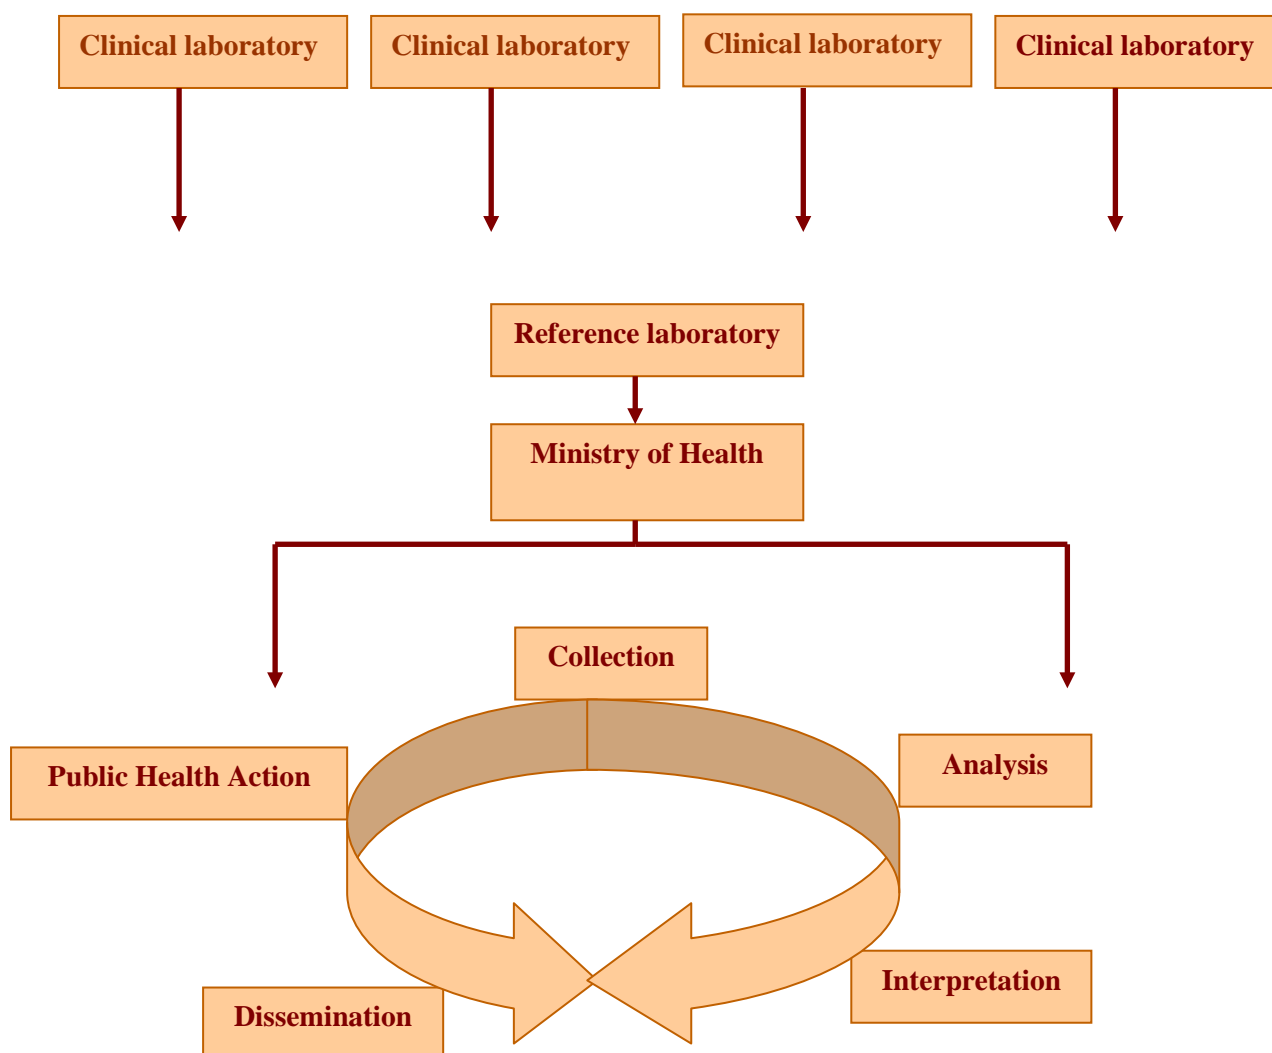 Clinical laboratory
Clinical laboratory
Clinical laboratory
Clinical laboratory
Reference laboratory
Ministry of Health
Collection
Public Health Action
Analysis
Interpretation
Dissemination